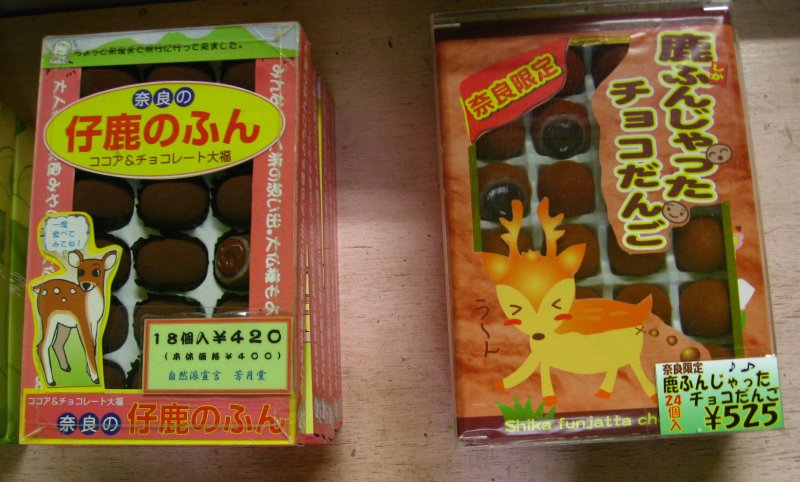 ちょっと奈良まで旅行に行って来ました。
奈良の
仔鹿のふん
ココア&チョコレート大福
一度
食べて
みてね!
18個入¥420
(本体価格¥400)
自然派宣言 芳月堂
ココア&チョコレート大福
奈良の 仔鹿のふん
奈良限定
鹿ふんじゃった
しか
チョコだんご
う〜ん
Shika funjatta ch
奈良限定
鹿ふんじゃった
24個入
チョコだんご
¥525